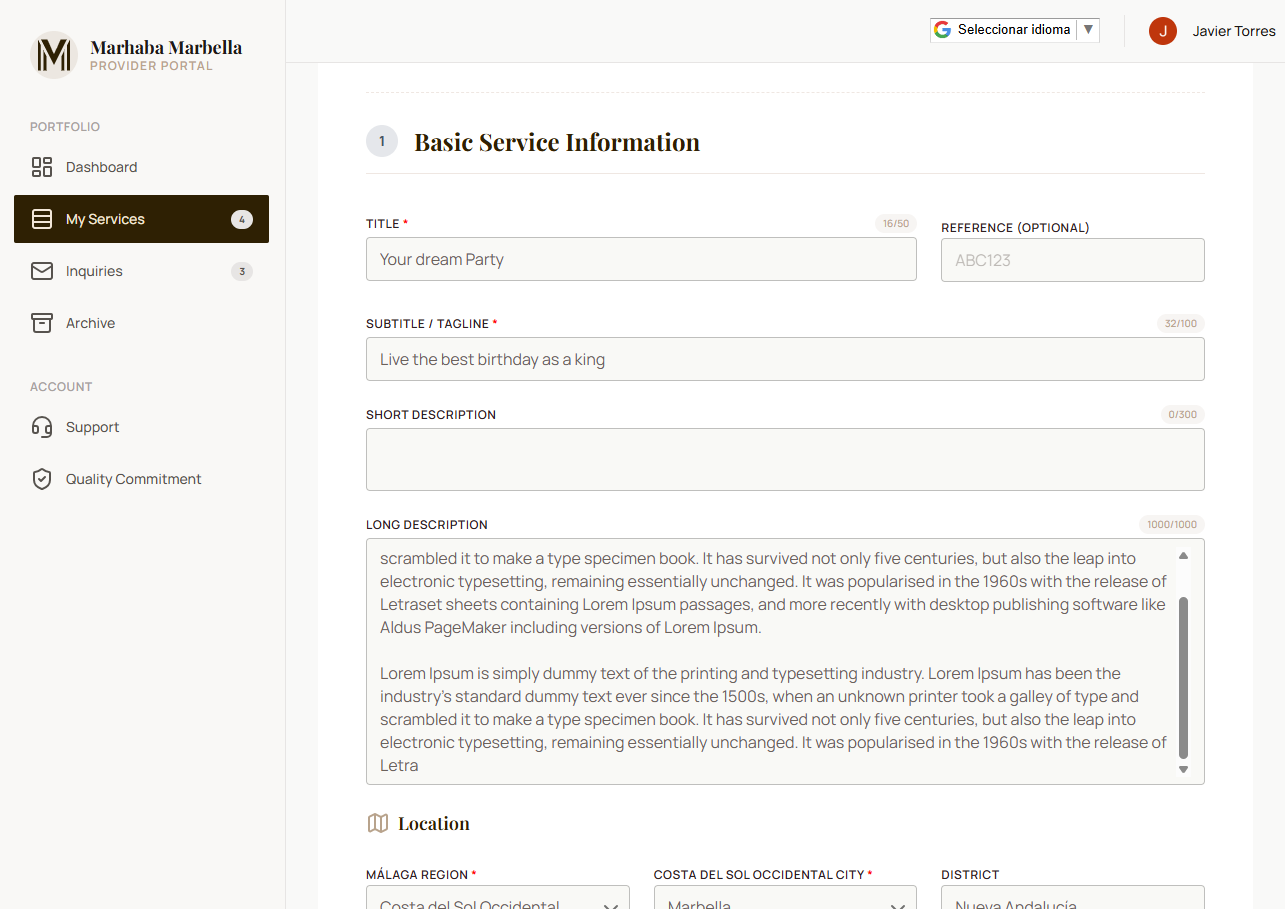 Marhaba Marbella
PROVIDER PORTAL
Seleccionar idioma ▼
J
Javier Torres
PORTFOLIO
Dashboard
My Services 4
Inquiries 3
Archive
ACCOUNT
Support
Quality Commitment
1 Basic Service Information
TITLE * 16/50
Your dream Party
REFERENCE (OPTIONAL)
ABC123
SUBTITLE / TAGLINE * 32/100
Live the best birthday as a king
SHORT DESCRIPTION 0/300
LONG DESCRIPTION 1000/1000
scrambled it to make a type specimen book. It has survived not only five centuries, but also the leap into
electronic typesetting, remaining essentially unchanged. It was popularised in the 1960s with the release of
Letraset sheets containing Lorem Ipsum passages, and more recently with desktop publishing software like
Aldus PageMaker including versions of Lorem Ipsum.
Lorem Ipsum is simply dummy text of the printing and typesetting industry. Lorem Ipsum has been the
industry's standard dummy text ever since the 1500s, when an unknown printer took a galley of type and
scrambled it to make a type specimen book. It has survived not only five centuries, but also the leap into
electronic typesetting, remaining essentially unchanged. It was popularised in the 1960s with the release of
Letra
Location
MÁLAGA REGION *
Costa del Sol Occidental
COSTA DEL SOL OCCIDENTAL CITY *
Marbella
DISTRICT
Nueva Andalucía